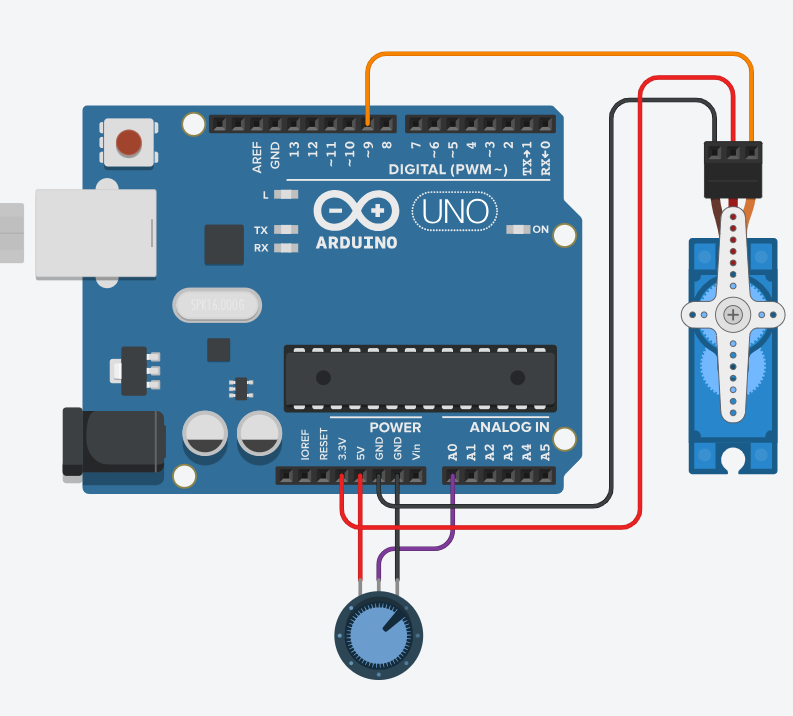 AREF
GND
13
12
~11
~10
~9
8
7
~6
~5
4
~3
2
TX→1
RX←0
DIGITAL (PWM~)
L
TX
RX
UNO
ON
ARDUINO
SPK16.000G
POWER
ANALOG IN
IOREF
RESET
3.3V
5V
GND
GND
Vin
A0
A1
A2
A3
A4
A5